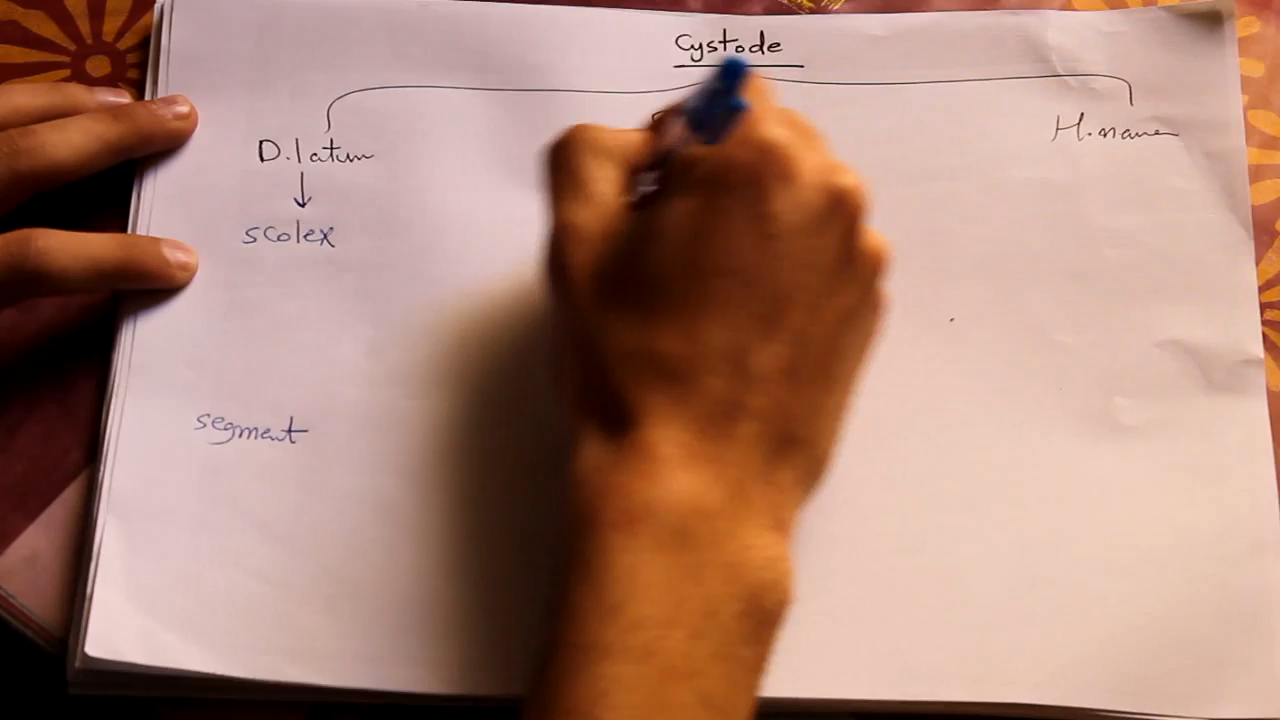 Cystode
D.latum
H.nana
scolex
segment